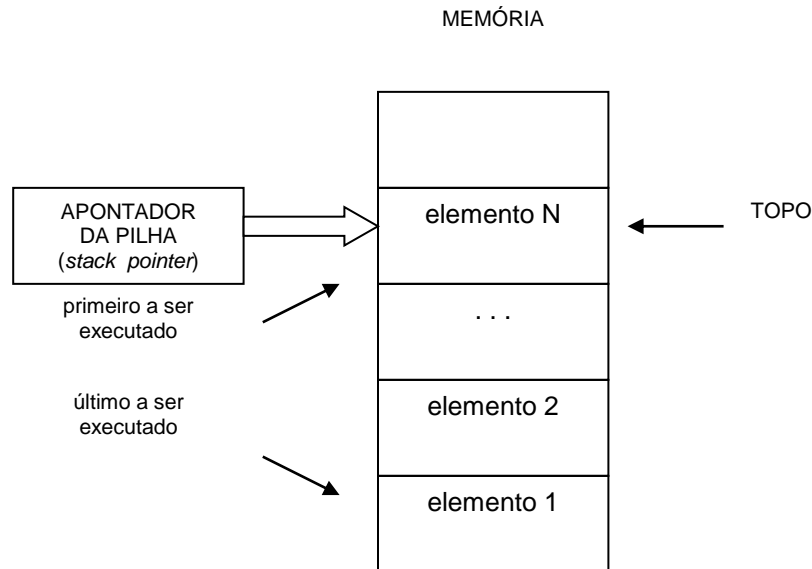 MEMÓRIA
APONTADOR
DA PILHA
(stack pointer)
elemento N
TOPO
primeiro a ser
executado
. . .
último a ser
executado
elemento 2
elemento 1